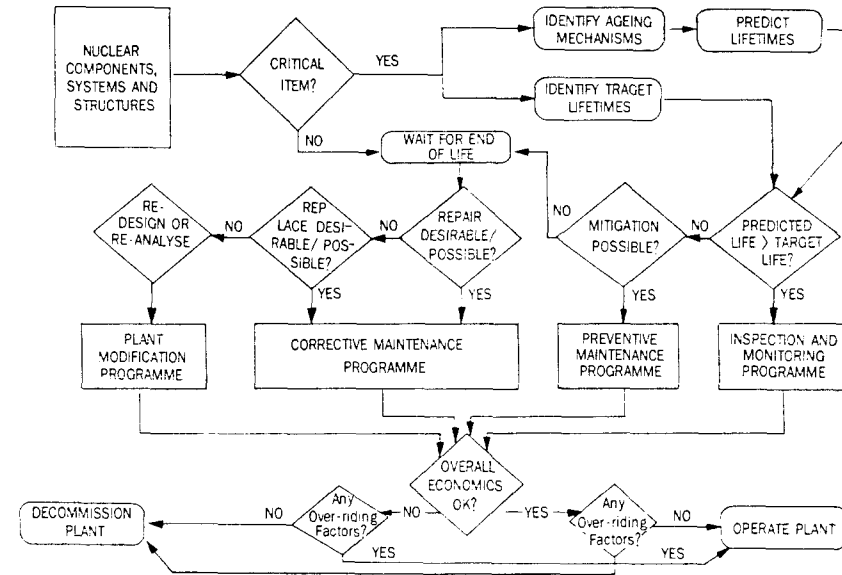 NUCLEAR
COMPONENTS,
SYSTEMS AND
STRUCTURES
CRITICAL
ITEM?
YES
NO
IDENTIFY AGEING
MECHANISMS
PREDICT
LIFETIMES
IDENTIFY TRAGET
LIFETIMES
WAIT FOR END
OF LIFE
RE-
DESIGN OR
RE-ANALYSE
NO
REP
LACE DESI-
RABLE/ POS-
SIBLE?
NO
REPAIR
DESIRABLE/
POSSIBLE?
NO
MITIGATION
POSSIBLE?
NO
PREDICTED
LIFE > TARGET
LIFE?
YES
YES
YES
YES
PLANT
MODIFICATION
PROGRAMME
CORRECTIVE MAINTENANCE
PROGRAMME
PREVENTIVE
MAINTENANCE
PROGRAMME
INSPECTION AND
MONITORING
PROGRAMME
OVERALL
ECONOMICS
OK?
DECOMMISSION
PLANT
NO
Any
Over-riding
Factors?
NO
YES
Any
Over-riding
Factors?
NO
OPERATE PLANT
YES
YES